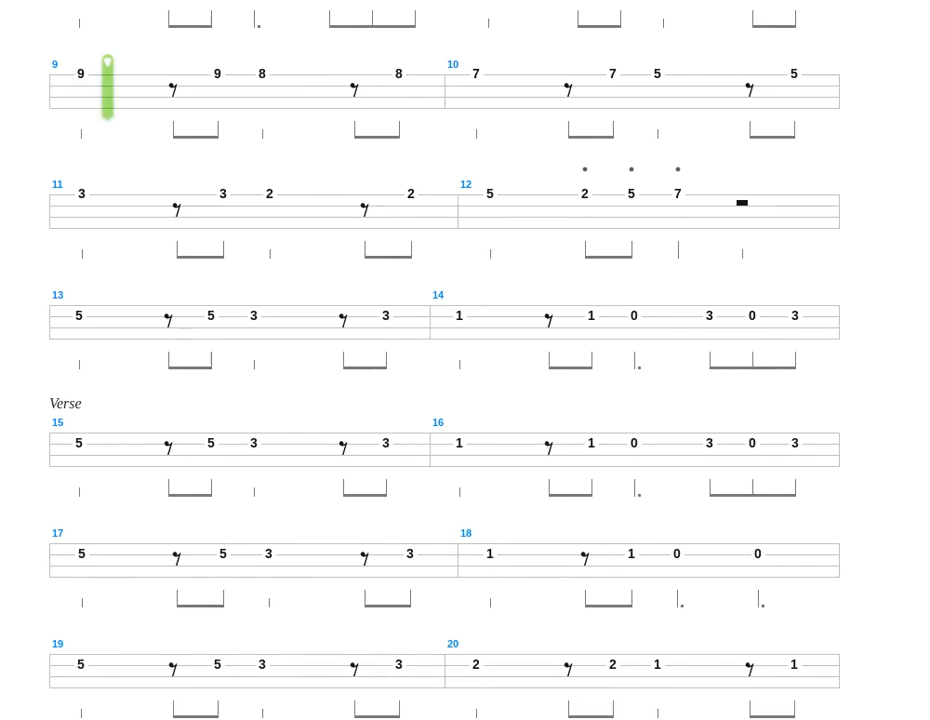 9 10
9 9 8 8 7 7 5 5
11 12
3 3 2 2 5 2 5 7
13 14
5 5 3 3 1 1 0 3 0 3
Verse
15 16
5 5 3 3 1 1 0 3 0 3
17 18
5 5 3 3 1 1 0 0
19 20
5 5 3 3 2 2 1 1